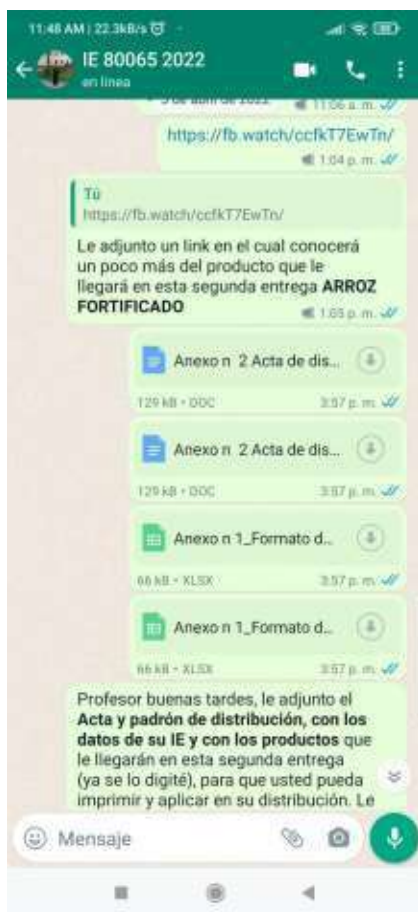 11:48 AM | 22.3kB/s
IE 80065 2022
en línea
5 de abril de 2022
11:06 a. m.
https://fb.watch/ccfkT7EwTn/
1:04 p. m.
Tú
https://fb.watch/ccfkT7EwTn/
Le adjunto un link en el cual conocerá
un poco más del producto que le
llegará en esta segunda entrega ARROZ
FORTIFICADO
1:05 p. m.
Anexo n 2 Acta de dis...
129 kB • DOC
3:57 p. m.
Anexo n 2 Acta de dis...
129 kB • DOC
3:57 p. m.
Anexo n 1_Formato d...
66 kB • XLSX
3:57 p. m.
Anexo n 1_Formato d...
66 kB • XLSX
3:57 p. m.
Profesor buenas tardes, le adjunto el
Acta y padrón de distribución, con los
datos de su IE y con los productos que
le llegarán en esta segunda entrega
(ya se lo digité), para que usted pueda
imprimir y aplicar en su distribución. Le
Mensaje